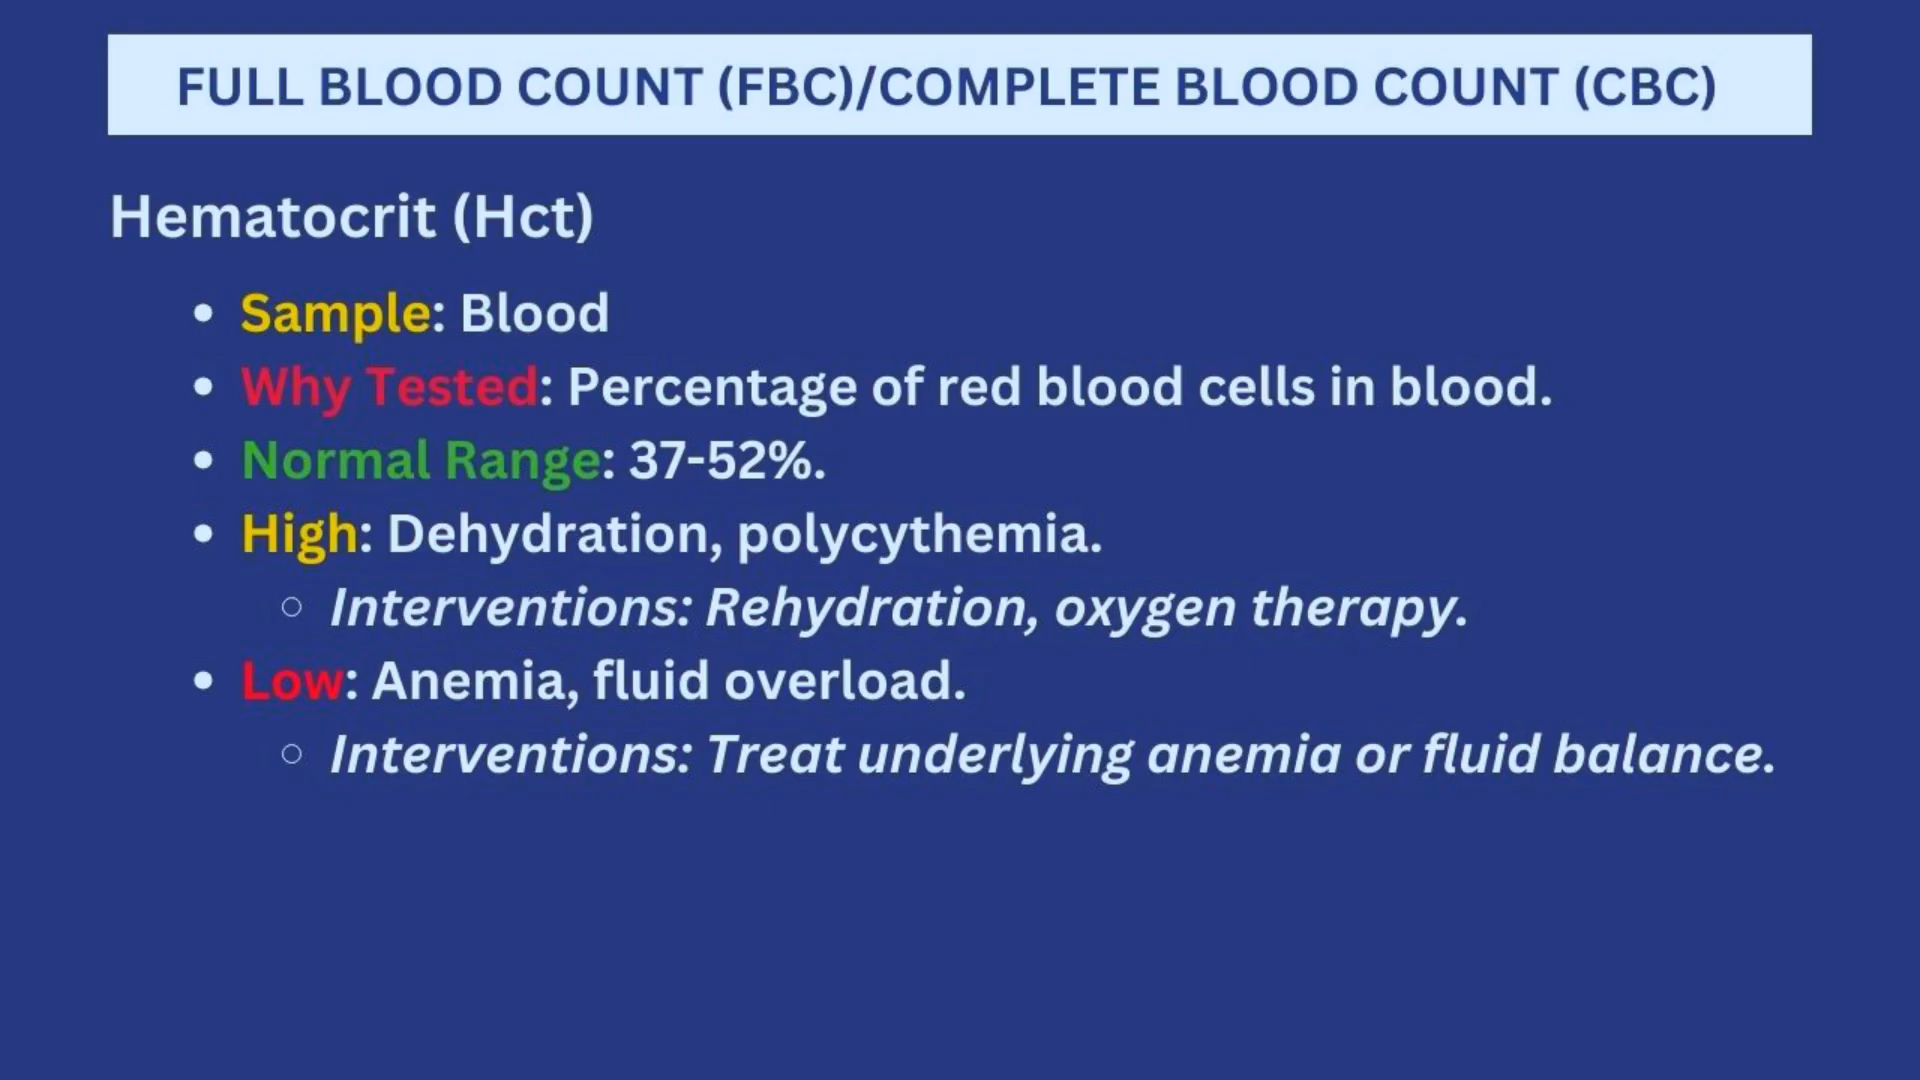 FULL BLOOD COUNT (FBC)/COMPLETE BLOOD COUNT (CBC)
Hematocrit (Hct)
• Sample: Blood
• Why Tested: Percentage of red blood cells in blood.
• Normal Range: 37-52%.
• High: Dehydration, polycythemia.
○ Interventions: Rehydration, oxygen therapy.
• Low: Anemia, fluid overload.
○ Interventions: Treat underlying anemia or fluid balance.